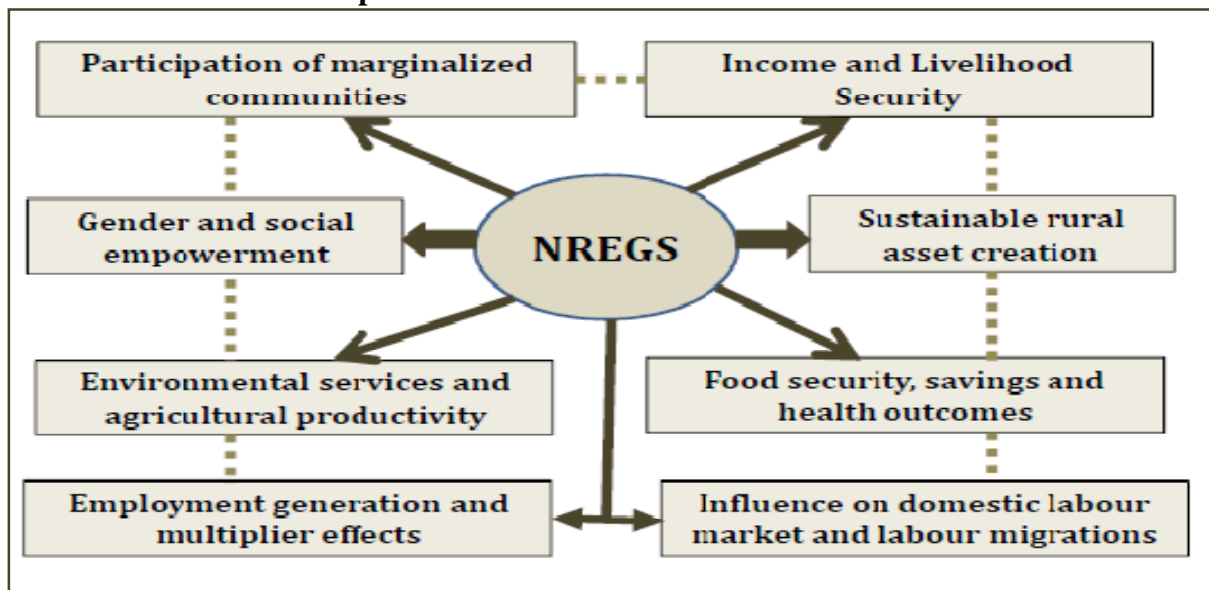 Participation of marginalized
communities
Income and Livelihood
Security
Gender and social
empowerment
NREGS
Sustainable rural
asset creation
Environmental services and
agricultural productivity
Food security, savings and
health outcomes
Employment generation and
multiplier effects
Influence on domestic labour
market and labour migrations